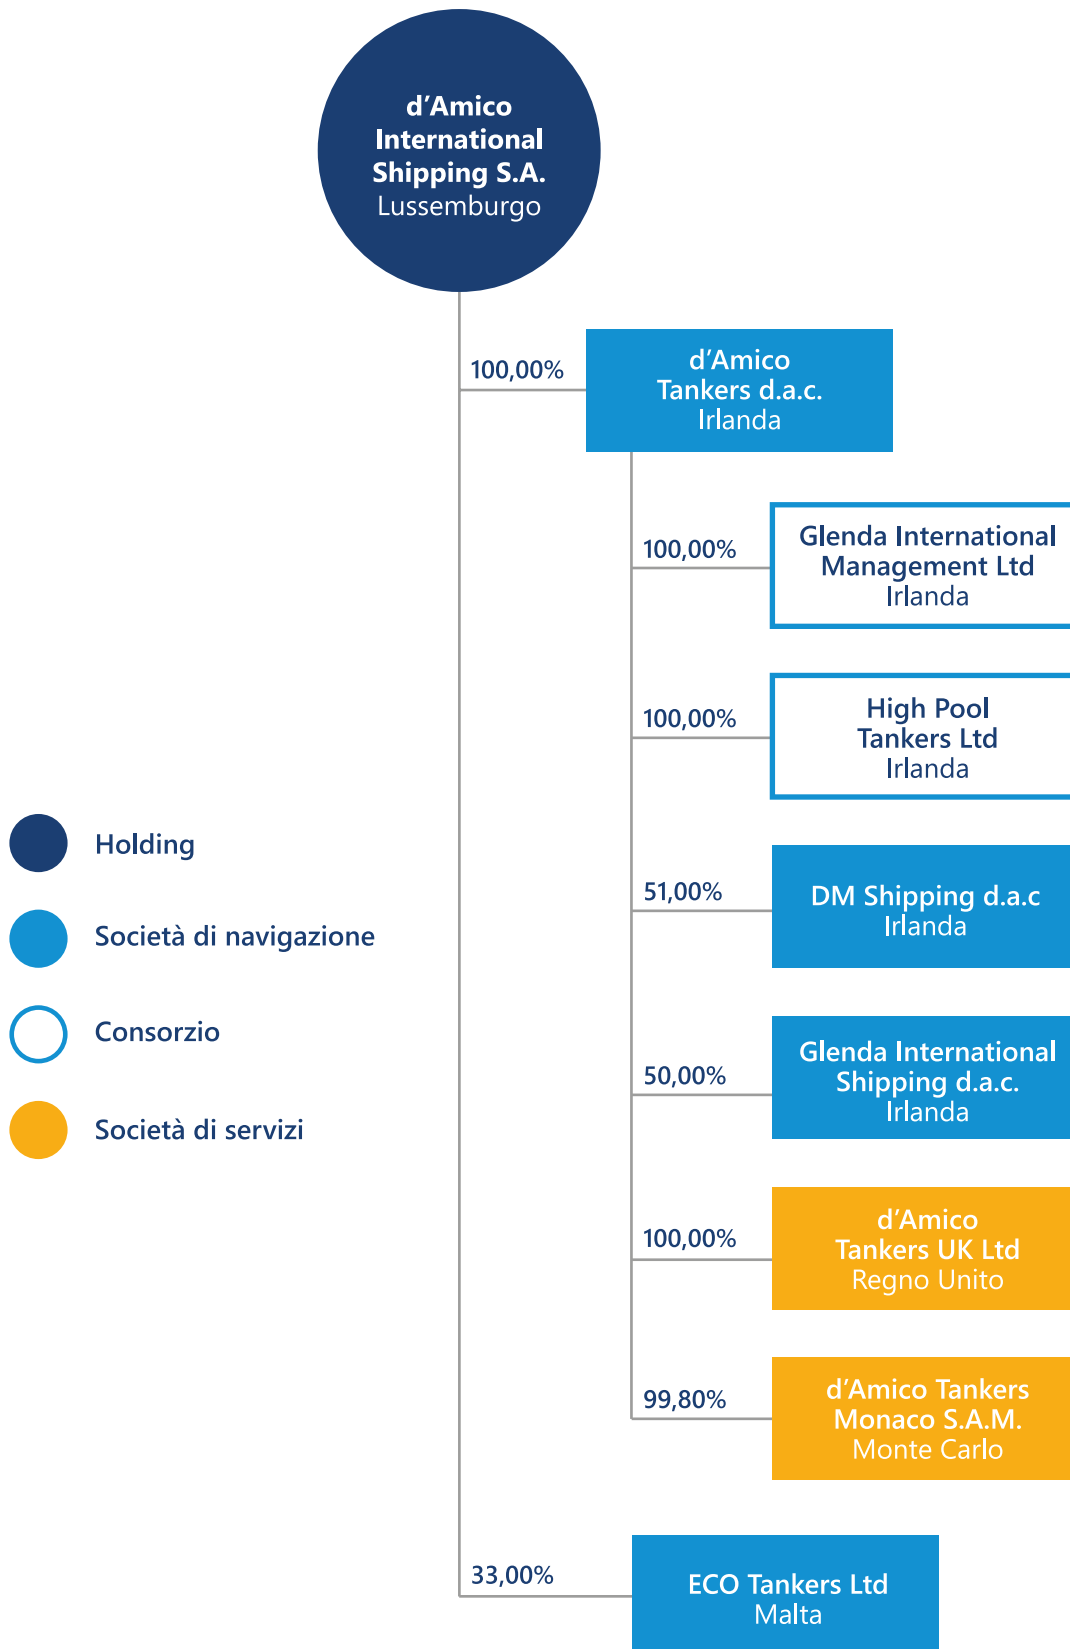 d’Amico
International
Shipping S.A.
Lussemburgo
100,00%
d’Amico
Tankers d.a.c.
Irlanda
100,00%
Glenda International
Management Ltd
Irlanda
100,00%
High Pool
Tankers Ltd
Irlanda
Holding
Società di navigazione
Consorzio
Società di servizi
51,00%
DM Shipping d.a.c
Irlanda
50,00%
Glenda International
Shipping d.a.c.
Irlanda
100,00%
d’Amico
Tankers UK Ltd
Regno Unito
99,80%
d’Amico Tankers
Monaco S.A.M.
Monte Carlo
33,00%
ECO Tankers Ltd
Malta